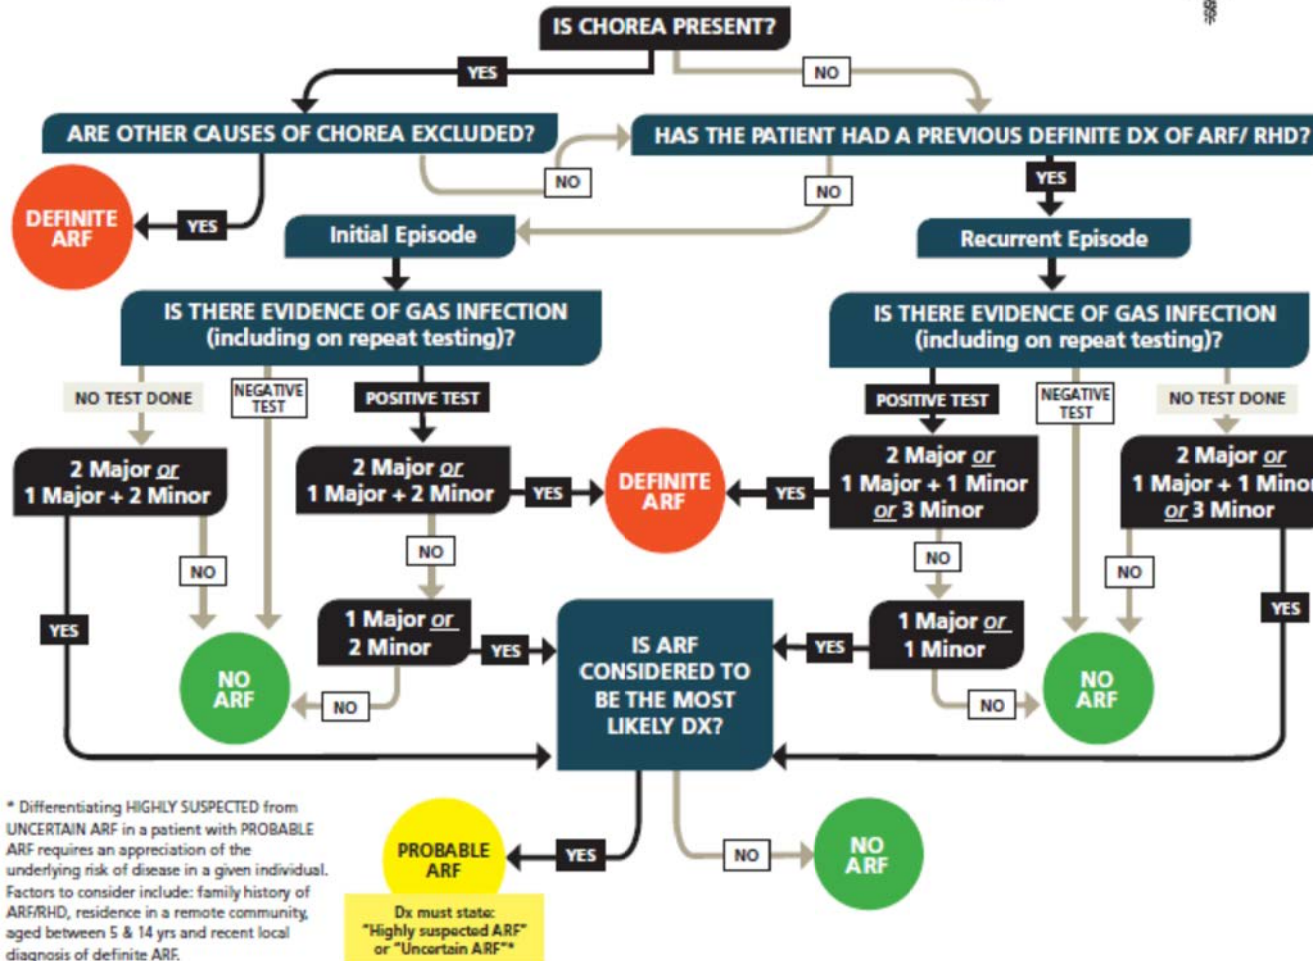 IS CHOREA PRESENT?
YES
NO
ARE OTHER CAUSES OF CHOREA EXCLUDED?
HAS THE PATIENT HAD A PREVIOUS DEFINITE DX OF ARF/ RHD?
NO
YES
NO
YES
DEFINITE
ARF
Initial Episode
Recurrent Episode
IS THERE EVIDENCE OF GAS INFECTION
(including on repeat testing)?
IS THERE EVIDENCE OF GAS INFECTION
(including on repeat testing)?
NO TEST DONE
NEGATIVE
TEST
POSITIVE TEST
POSITIVE TEST
NEGATIVE
TEST
NO TEST DONE
2 Major or
1 Major + 2 Minor
2 Major or
1 Major + 2 Minor
YES
DEFINITE
ARF
YES
2 Major or
1 Major + 1 Minor
or 3 Minor
2 Major or
1 Major + 1 Minor
or 3 Minor
NO
NO
NO
NO
YES
1 Major or
2 Minor
YES
IS ARF
CONSIDERED TO
BE THE MOST
LIKELY DX?
YES
1 Major or
1 Minor
YES
NO
ARF
NO
NO
NO
ARF
* Differentiating HIGHLY SUSPECTED from
UNCERTAIN ARF in a patient with PROBABLE
ARF requires an appreciation of the
underlying risk of disease in a given individual.
Factors to consider include: family history of
ARF/RHD, residence in a remote community,
aged between 5 & 14 yrs and recent local
diagnosis of definite ARF.
PROBABLE
ARF
YES
NO
NO
ARF
Dx must state:
"Highly suspected ARF"
or "Uncertain ARF"*